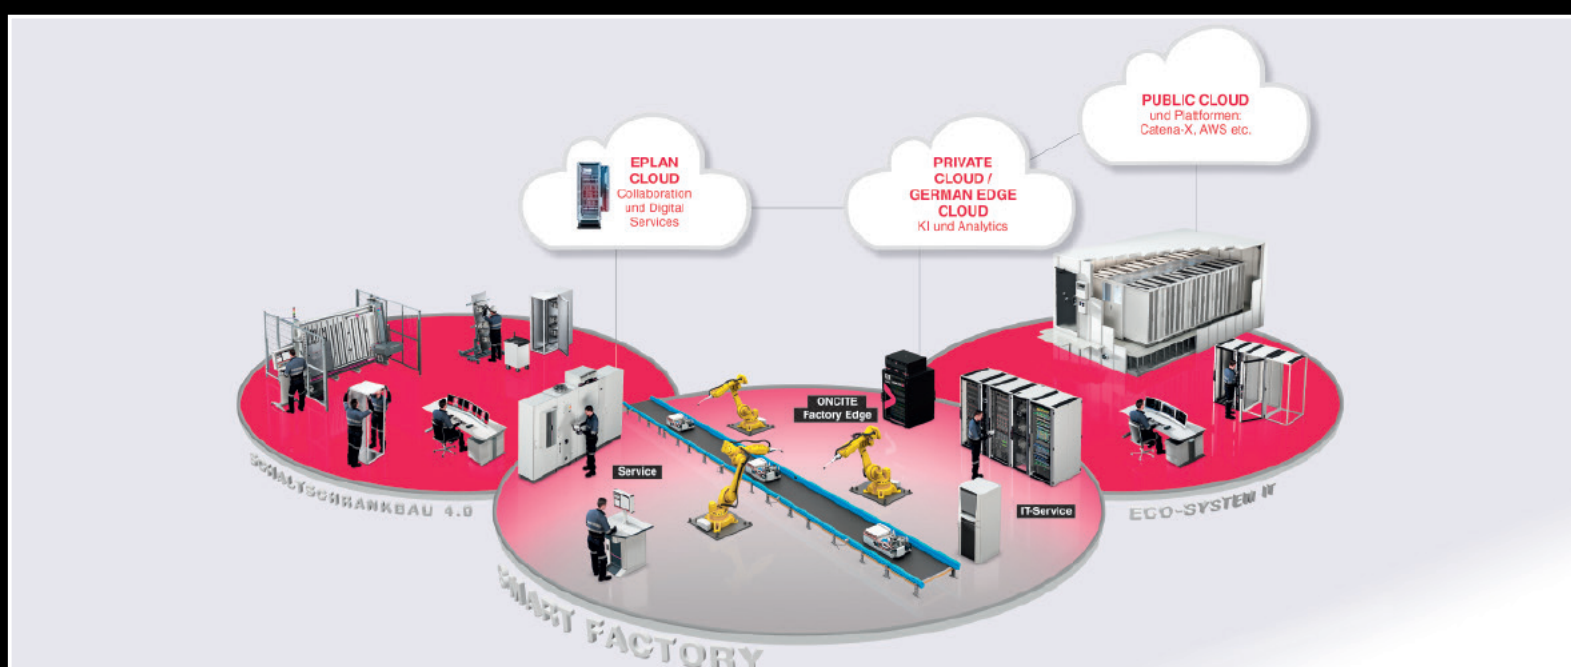 PUBLIC CLOUD
und Plattformen:
Catena-X, AWS etc.
EPLAN
CLOUD
Collaboration
und Digital
Services
PRIVATE
CLOUD /
GERMAN EDGE
CLOUD
KI und Analytics
ONCITE
Factory Edge
Service
IT-Service
SCHALTSCHRANKBAU 4.0
ECO-SYSTEM IT
SMART FACTORY